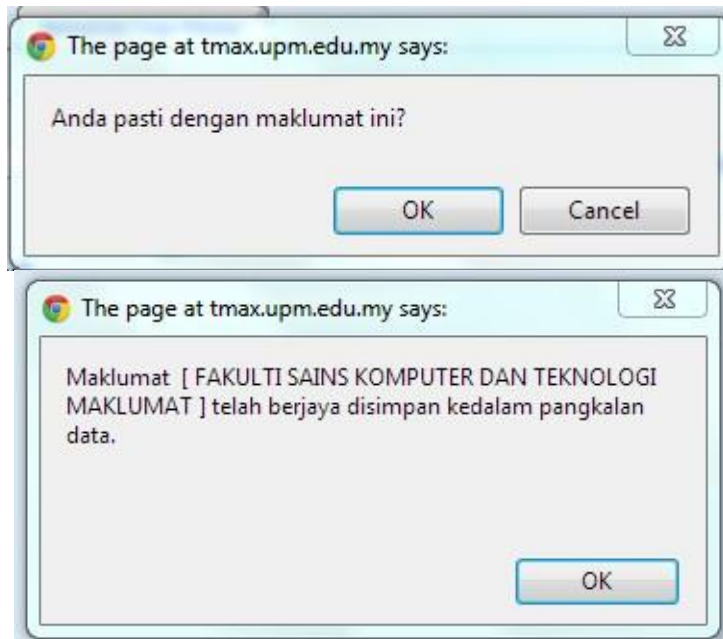 The page at tmax.upm.edu.my says:
Anda pasti dengan maklumat ini?
OK
Cancel
The page at tmax.upm.edu.my says:
Maklumat [ FAKULTI SAINS KOMPUTER DAN TEKNOLOGI
MAKLUMAT ] telah berjaya disimpan kedalam pangkalan
data.
OK